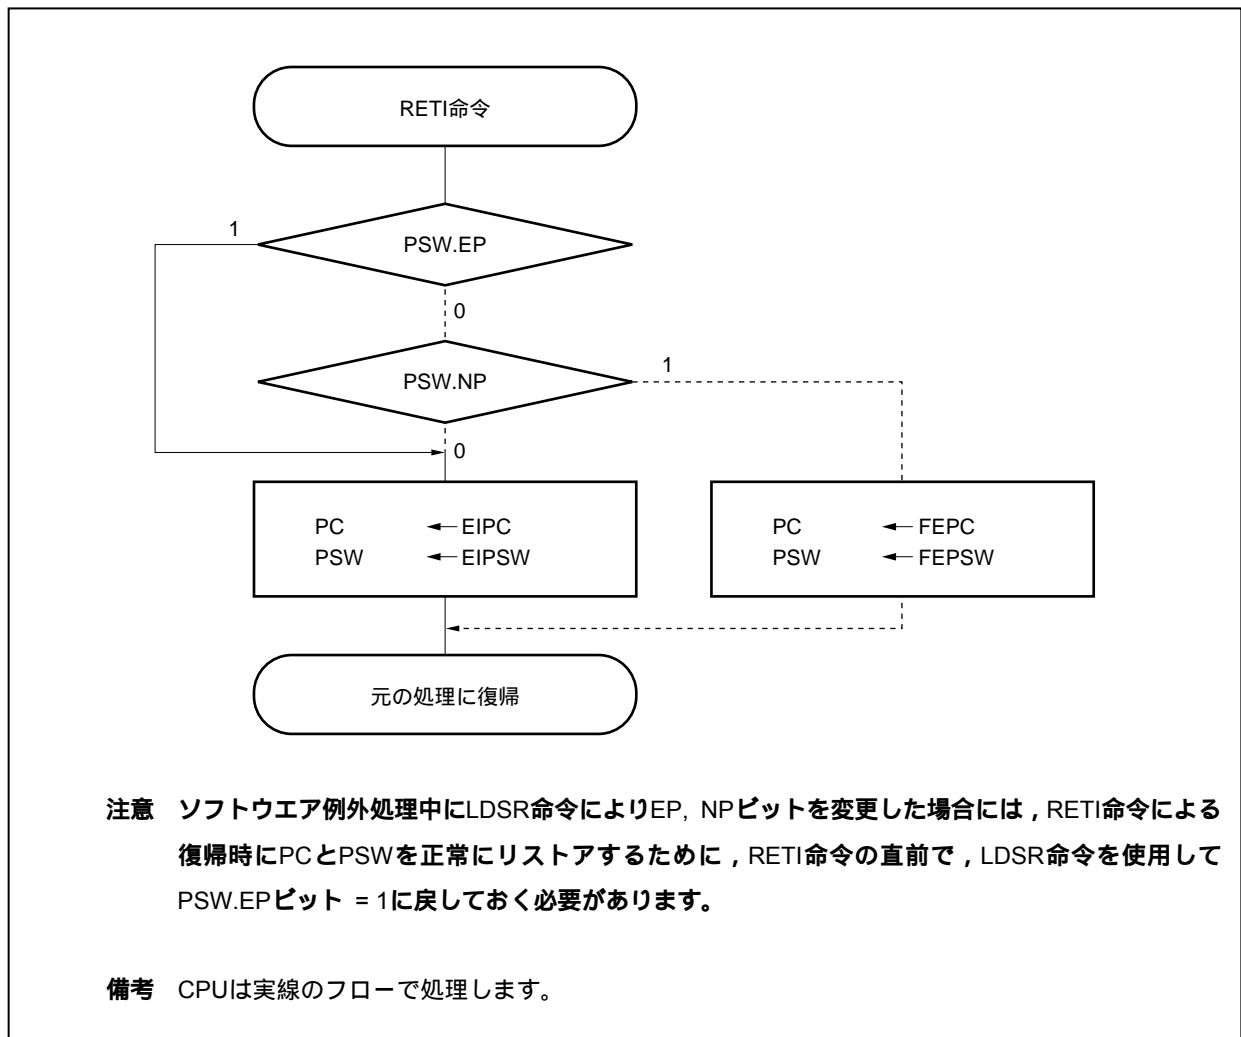 RETI命令
PSW.EP
1
0
PSW.NP
1
0
PC ← EIPC
PSW ← EIPSW
PC ← FEPC
PSW ← FEPSW
元の処理に復帰
注意 ソフトウエア例外処理中にLDSR命令によりEP, NPビットを変更した場合には，RETI命令による
復帰時にPCとPSWを正常にリストアするために，RETI命令の直前で，LDSR命令を使用して
PSW.EPビット = 1に戻しておく必要があります。
備考 CPUは実線のフローで処理します。